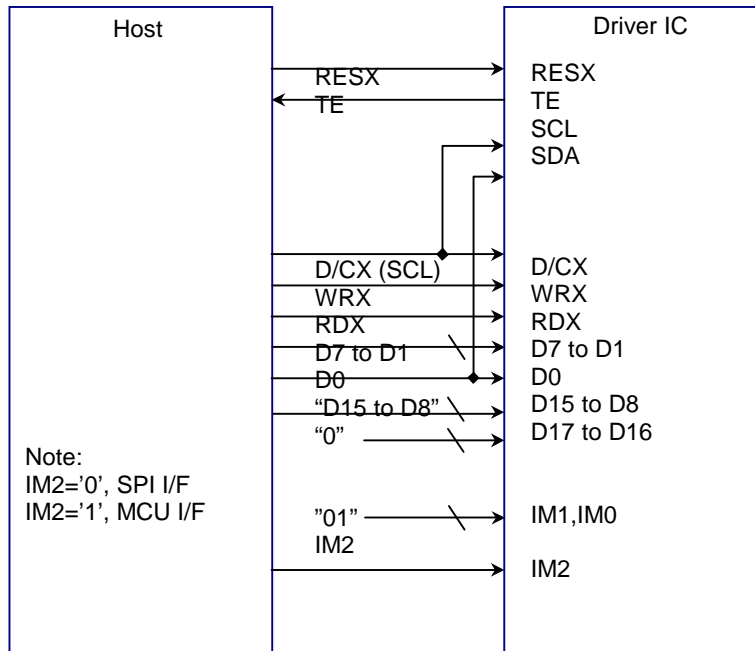 Host
Driver IC
RESX
RESX
TE
TE
SCL
SDA
D/CX (SCL)
D/CX
WRX
WRX
RDX
RDX
D7 to D1
D7 to D1
D0
D0
“D15 to D8”
D15 to D8
“0”
D17 to D16
Note:
IM2=’0’, SPI I/F
IM2=’1’, MCU I/F
”01”
IM1,IM0
IM2
IM2